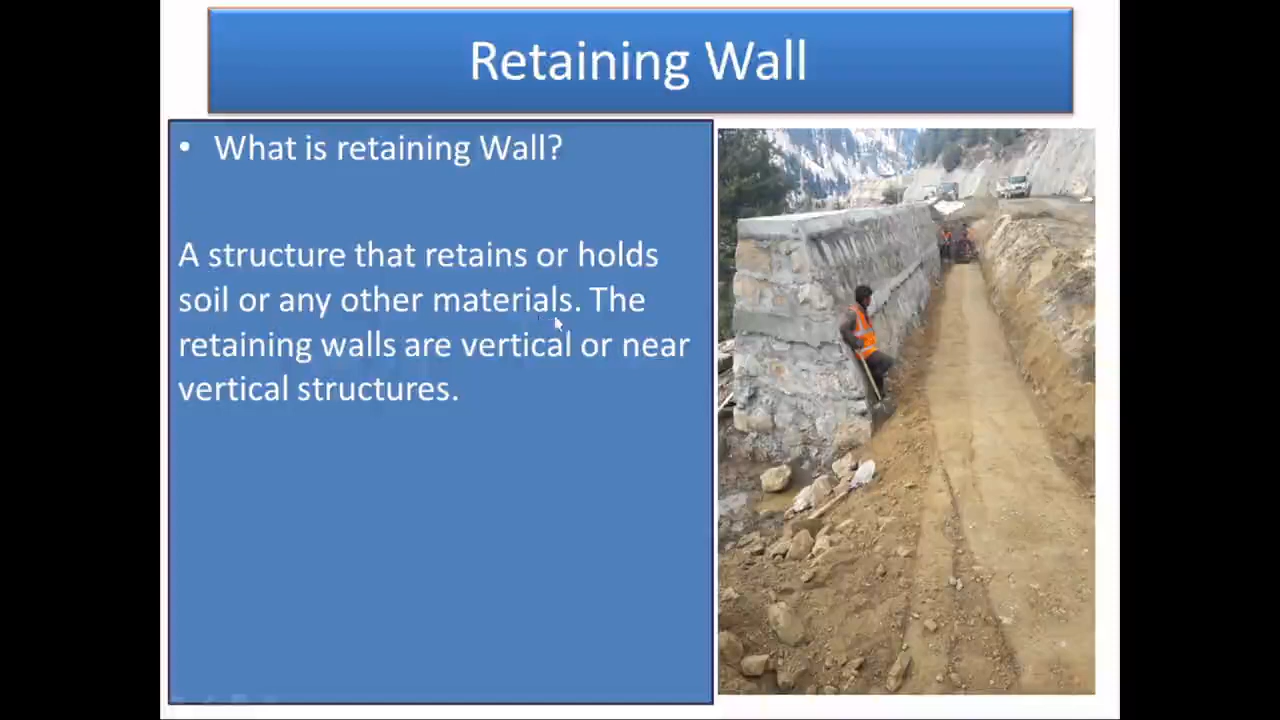 Retaining Wall
• What is retaining Wall?
A structure that retains or holds
soil or any other materials. The
retaining walls are vertical or near
vertical structures.